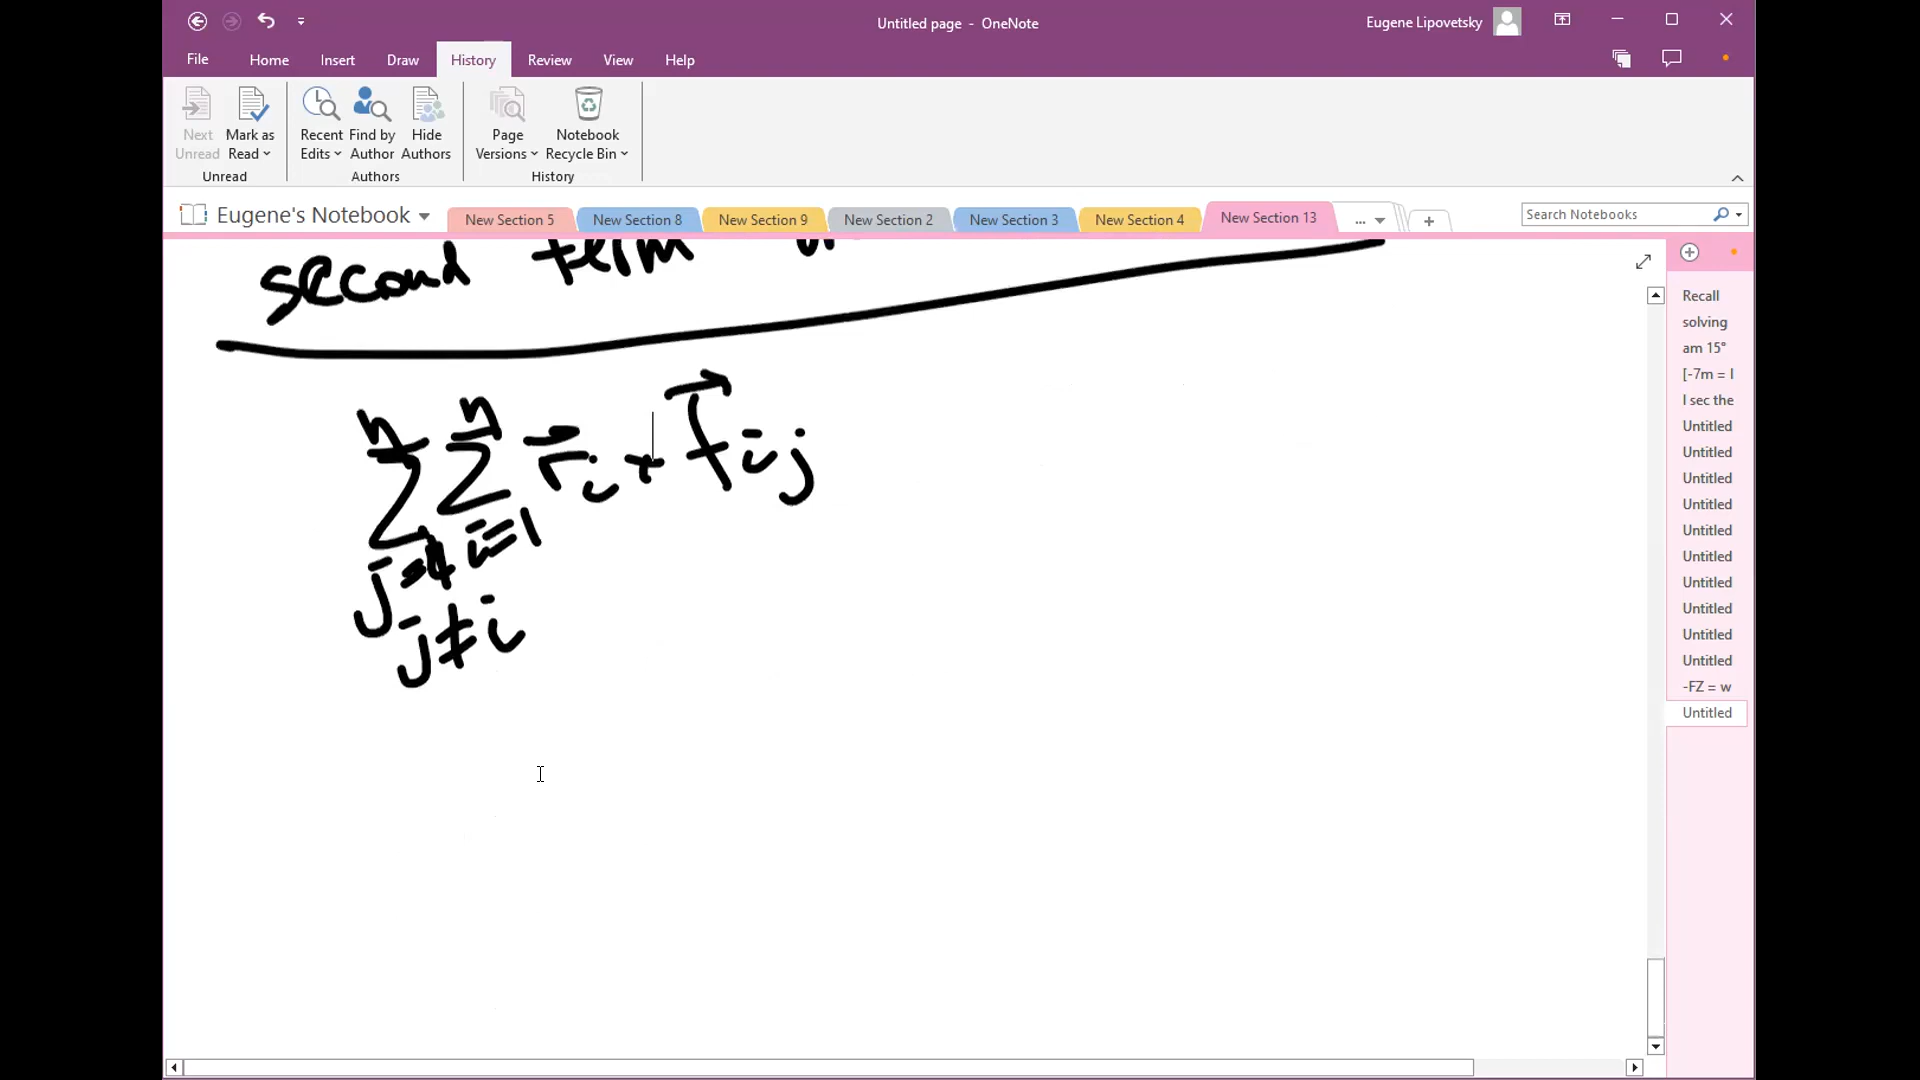 Untitled page - OneNote
Eugene Lipovetsky
File Home Insert Draw History Review View Help
Next Unread
Mark as Read
Recent Edits
Find by Author
Hide Authors
Page Versions
Notebook Recycle Bin
Unread
Authors
History
Eugene's Notebook
New Section 5
New Section 8
New Section 9
New Section 2
New Section 3
New Section 4
New Section 13
...
Search Notebooks
second term
n n
∑ ∑ r⃗i × f⃗ij
j=1 i=1
j≠i
Recall
solving
am 15°
[-7m = I
I sec the
Untitled
Untitled
Untitled
Untitled
Untitled
Untitled
Untitled
Untitled
Untitled
Untitled
-FZ = w
Untitled